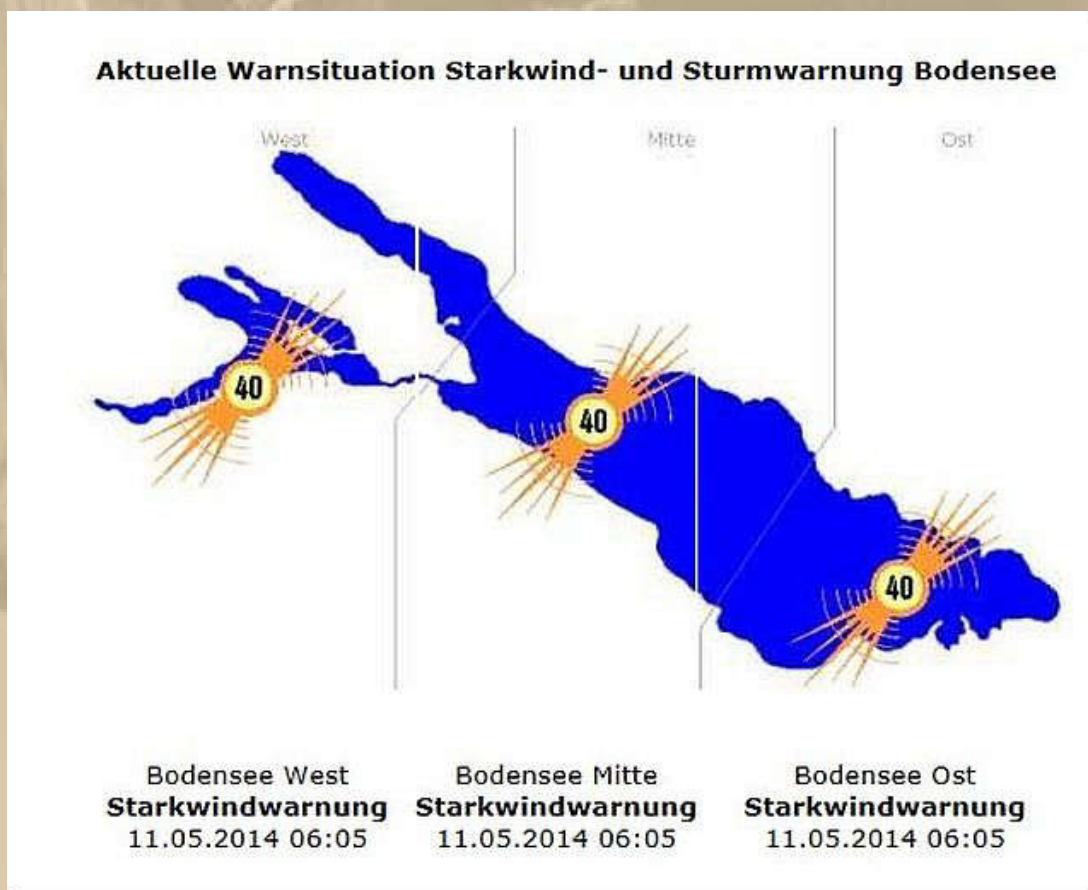 Aktuelle Warnsituation Starkwind- und Sturmwarnung Bodensee
West
Mitte
Ost
40
40
40
Bodensee West
Starkwindwarnung
11.05.2014 06:05
Bodensee Mitte
Starkwindwarnung
11.05.2014 06:05
Bodensee Ost
Starkwindwarnung
11.05.2014 06:05